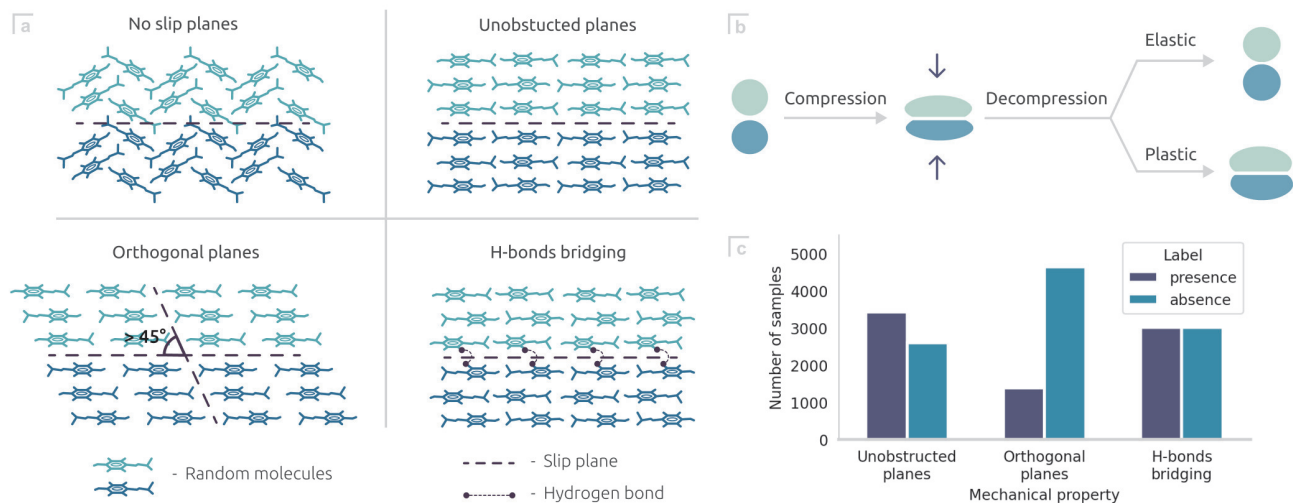 a
No slip planes
Unobstucted planes
Orthogonal planes
> 45°
H-bonds bridging
- Random molecules
- Slip plane
- Hydrogen bond
b
Compression
Decompression
Elastic
Plastic
c
Number of samples
5000
4000
3000
2000
1000
0
Label
presence
absence
Unobstructed
planes
Orthogonal
planes
H-bonds
bridging
Mechanical property